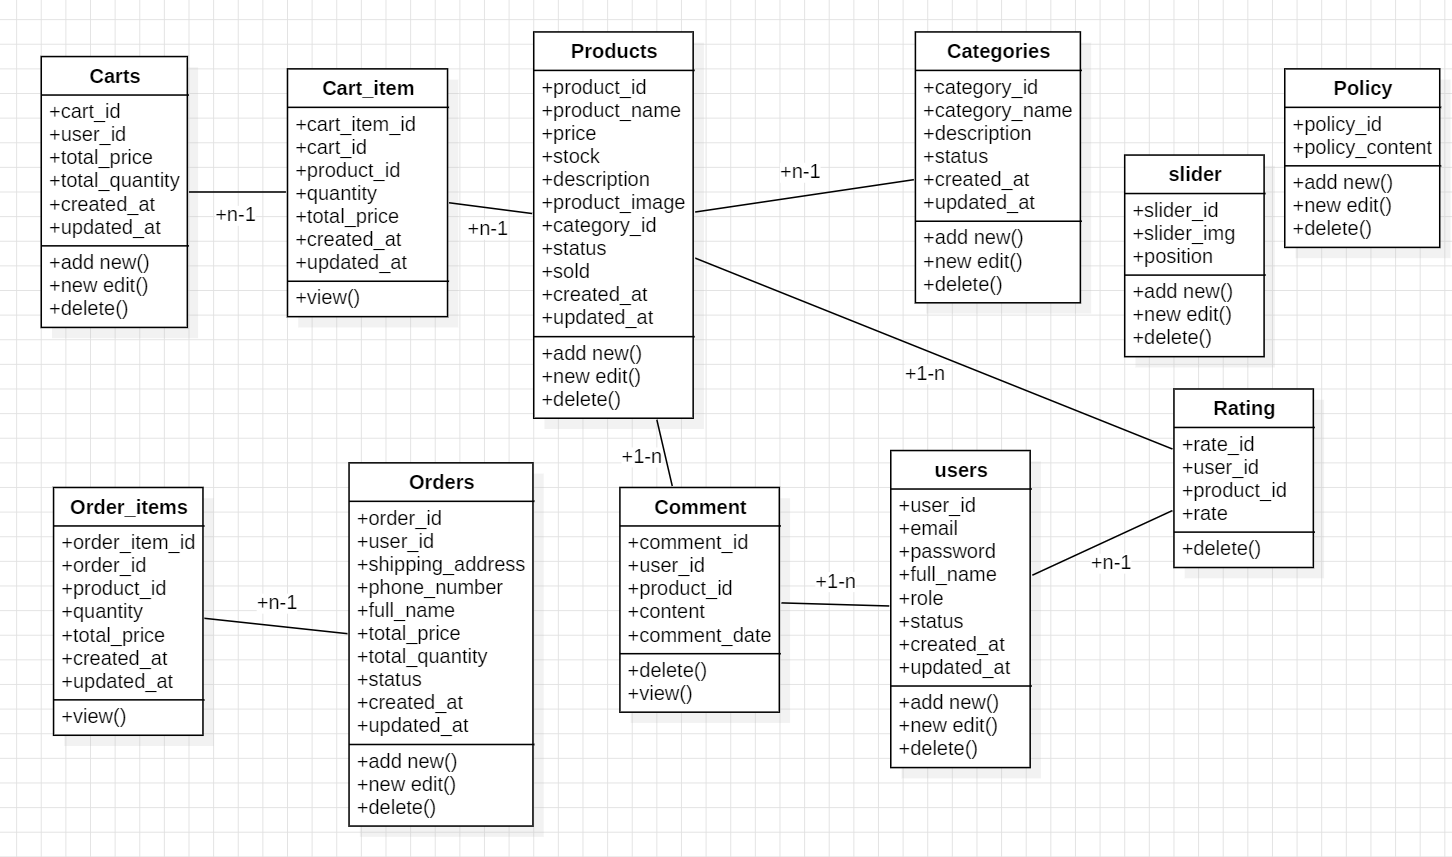 Carts
+cart_id
+user_id
+total_price
+total_quantity
+created_at
+updated_at
+add new()
+new edit()
+delete()
+n-1
Cart_item
+cart_item_id
+cart_id
+product_id
+quantity
+total_price
+created_at
+updated_at
+view()
+n-1
Products
+product_id
+product_name
+price
+stock
+description
+product_image
+category_id
+status
+sold
+created_at
+updated_at
+add new()
+new edit()
+delete()
+n-1
Categories
+category_id
+category_name
+description
+status
+created_at
+updated_at
+add new()
+new edit()
+delete()
slider
+slider_id
+slider_img
+position
+add new()
+new edit()
+delete()
Policy
+policy_id
+policy_content
+add new()
+new edit()
+delete()
+1-n
+1-n
Order_items
+order_item_id
+order_id
+product_id
+quantity
+total_price
+created_at
+updated_at
+view()
+n-1
Orders
+order_id
+user_id
+shipping_address
+phone_number
+full_name
+total_price
+total_quantity
+status
+created_at
+updated_at
+add new()
+new edit()
+delete()
Comment
+comment_id
+user_id
+product_id
+content
+comment_date
+delete()
+view()
+1-n
users
+user_id
+email
+password
+full_name
+role
+status
+created_at
+updated_at
+add new()
+new edit()
+delete()
+n-1
Rating
+rate_id
+user_id
+product_id
+rate
+delete()